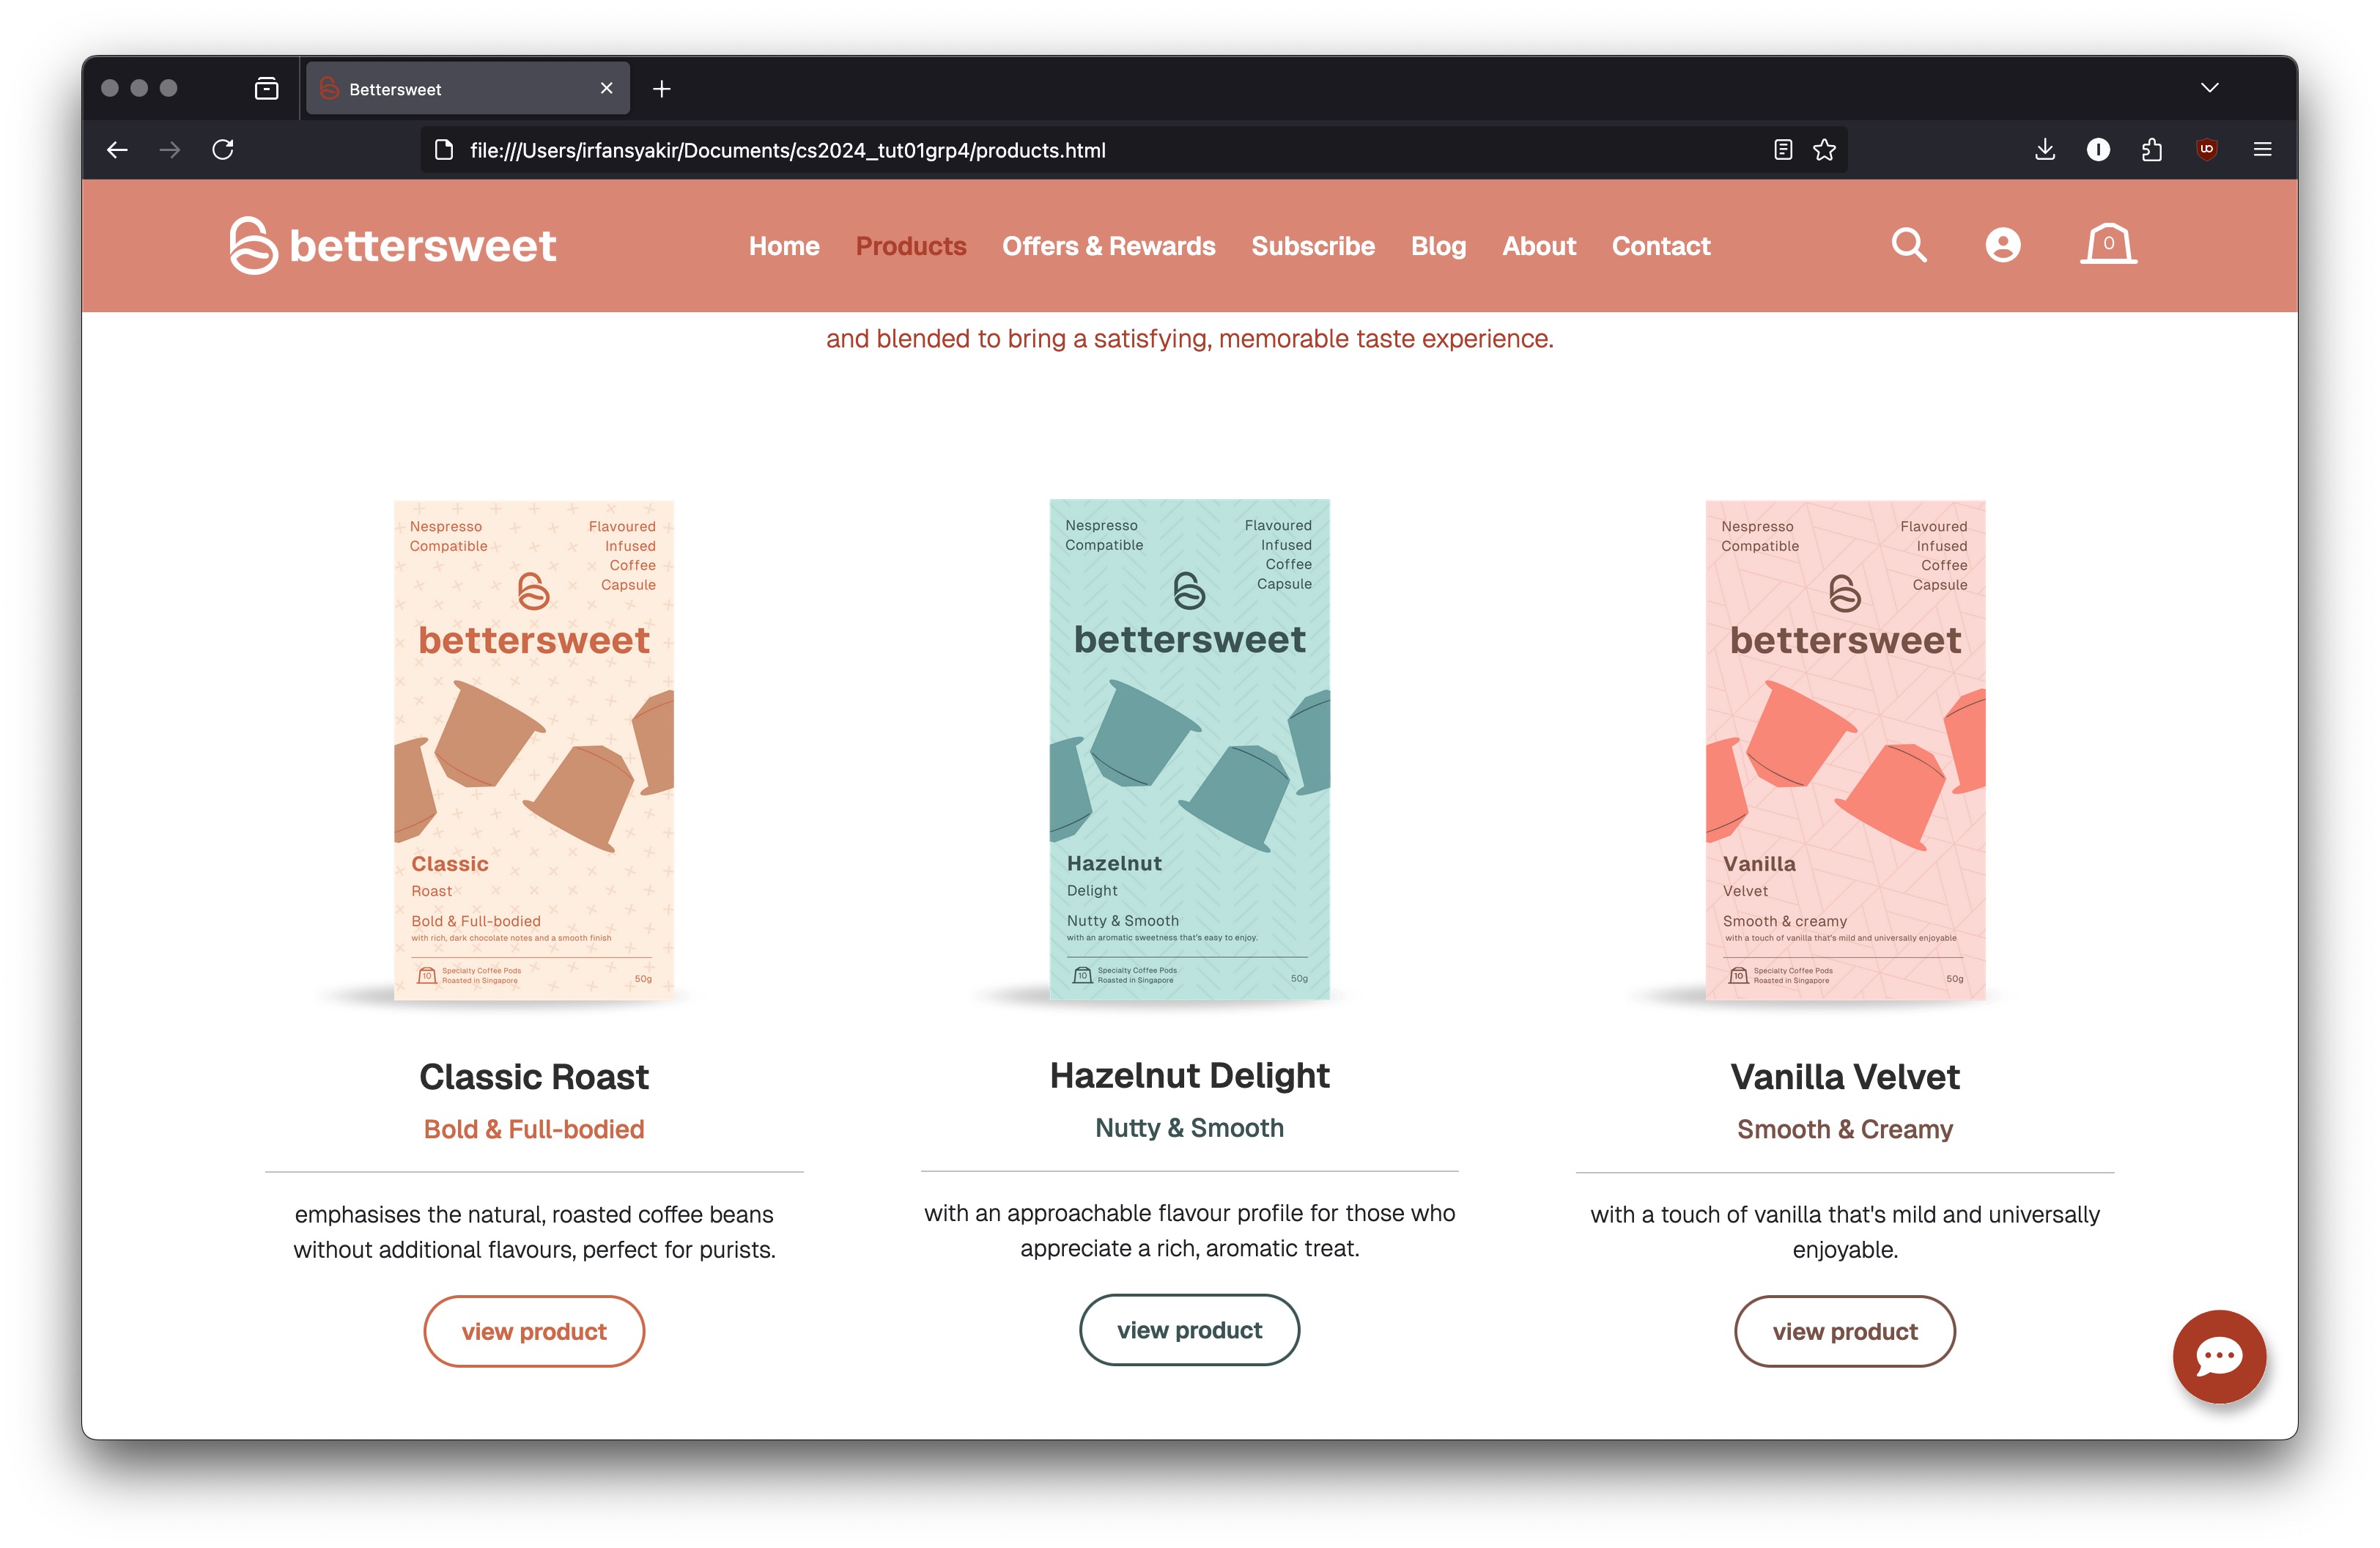 Bettersweet
file:///Users/irfansyakir/Documents/cs2024_tut01grp4/products.html
bettersweet
Home Products Offers & Rewards Subscribe Blog About Contact
0
and blended to bring a satisfying, memorable taste experience.
Nespresso
Compatible
Flavoured
Infused
Coffee
Capsule
bettersweet
Classic
Roast
Bold & Full-bodied
with rich, dark chocolate notes and a smooth finish
10
Specialty Coffee Pods
Roasted in Singapore
50g
Classic Roast
Bold & Full-bodied
emphasises the natural, roasted coffee beans
without additional flavours, perfect for purists.
view product
Nespresso
Compatible
Flavoured
Infused
Coffee
Capsule
bettersweet
Hazelnut
Delight
Nutty & Smooth
with an aromatic sweetness that's easy to enjoy.
10
Specialty Coffee Pods
Roasted in Singapore
50g
Hazelnut Delight
Nutty & Smooth
with an approachable flavour profile for those who
appreciate a rich, aromatic treat.
view product
Nespresso
Compatible
Flavoured
Infused
Coffee
Capsule
bettersweet
Vanilla
Velvet
Smooth & creamy
with a touch of vanilla that's mild and universally enjoyable
10
Specialty Coffee Pods
Roasted in Singapore
50g
Vanilla Velvet
Smooth & Creamy
with a touch of vanilla that's mild and universally
enjoyable.
view product